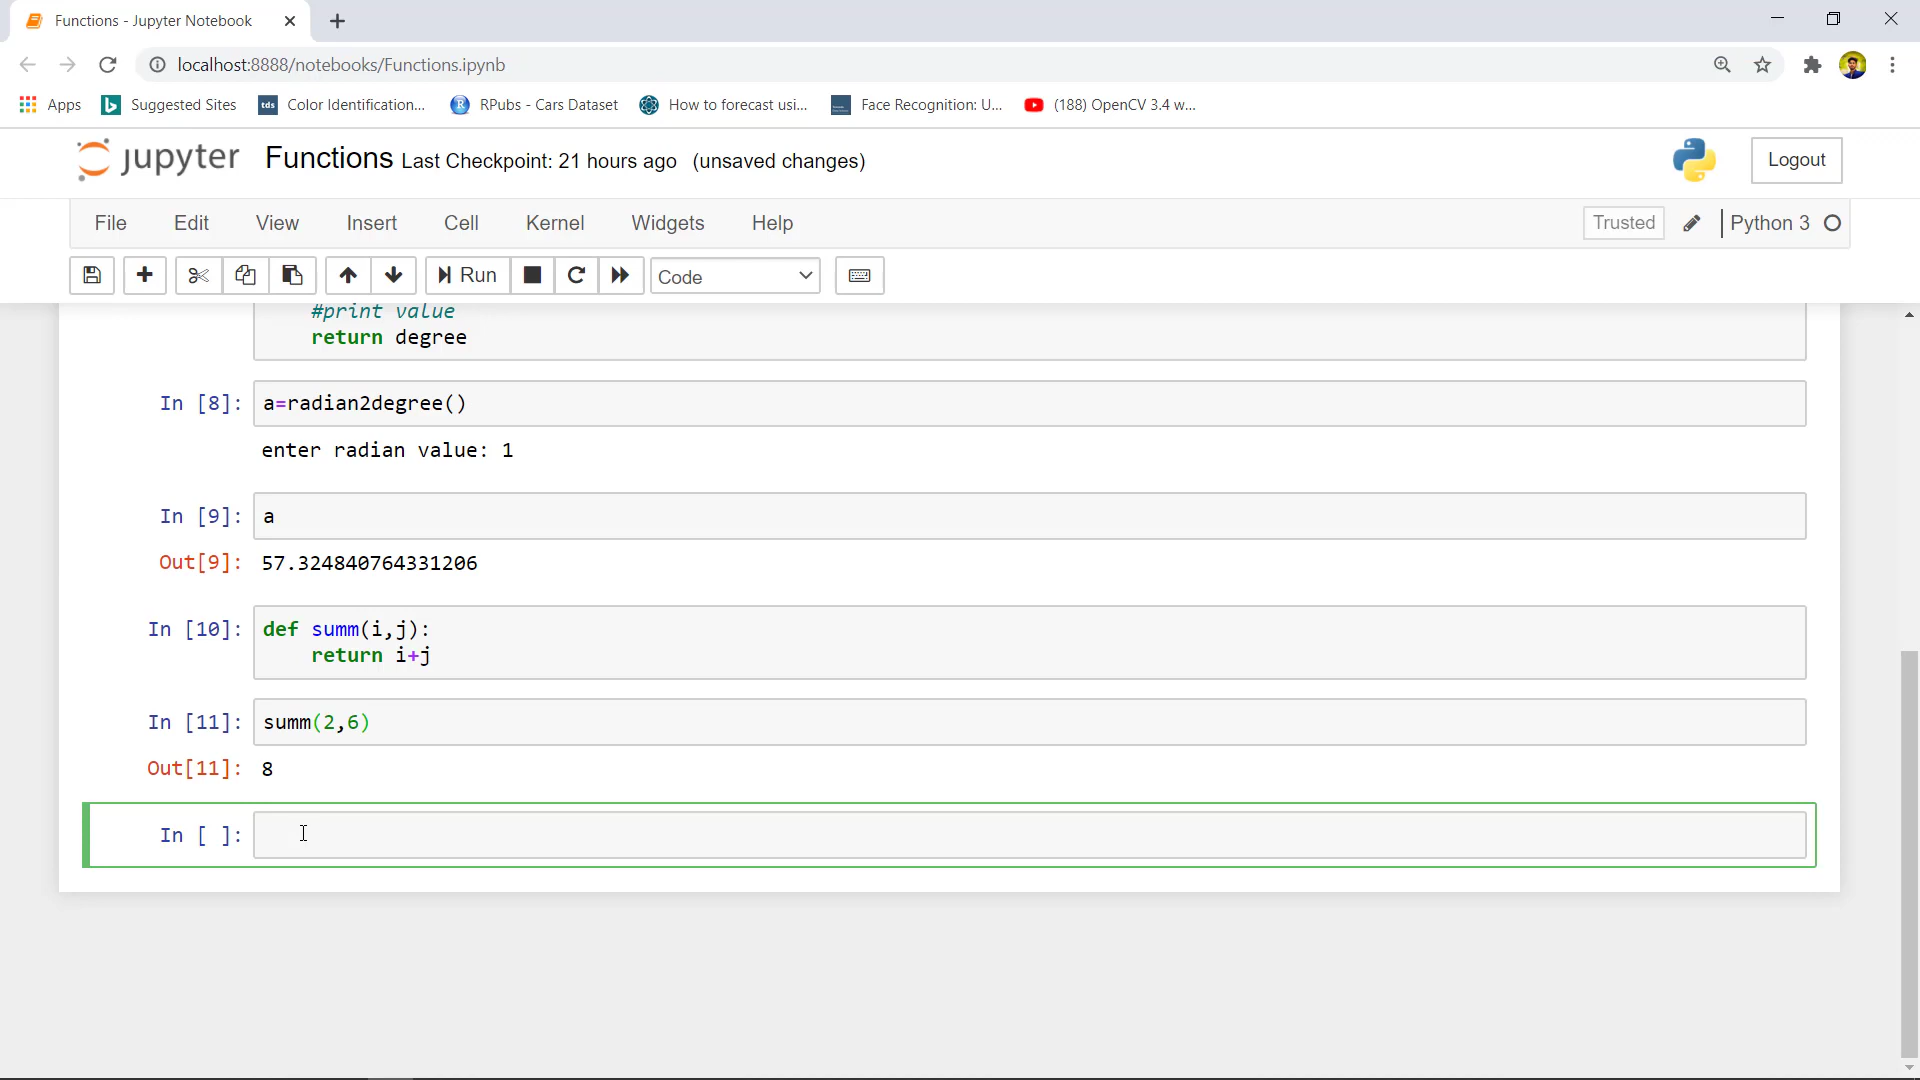 Functions - Jupyter Notebook
localhost:8888/notebooks/Functions.ipynb
Apps Suggested Sites tds Color Identification... R RPubs - Cars Dataset How to forecast usi... Face Recognition: U... (188) OpenCV 3.4 w...
jupyter Functions Last Checkpoint: 21 hours ago (unsaved changes) Logout
File Edit View Insert Cell Kernel Widgets Help Trusted Python 3
Run Code
#print value
return degree
In [8]: a=radian2degree()
enter radian value: 1
In [9]: a
Out[9]: 57.324840764331206
In [10]: def summ(i,j):
return i+j
In [11]: summ(2,6)
Out[11]: 8
In [ ]: